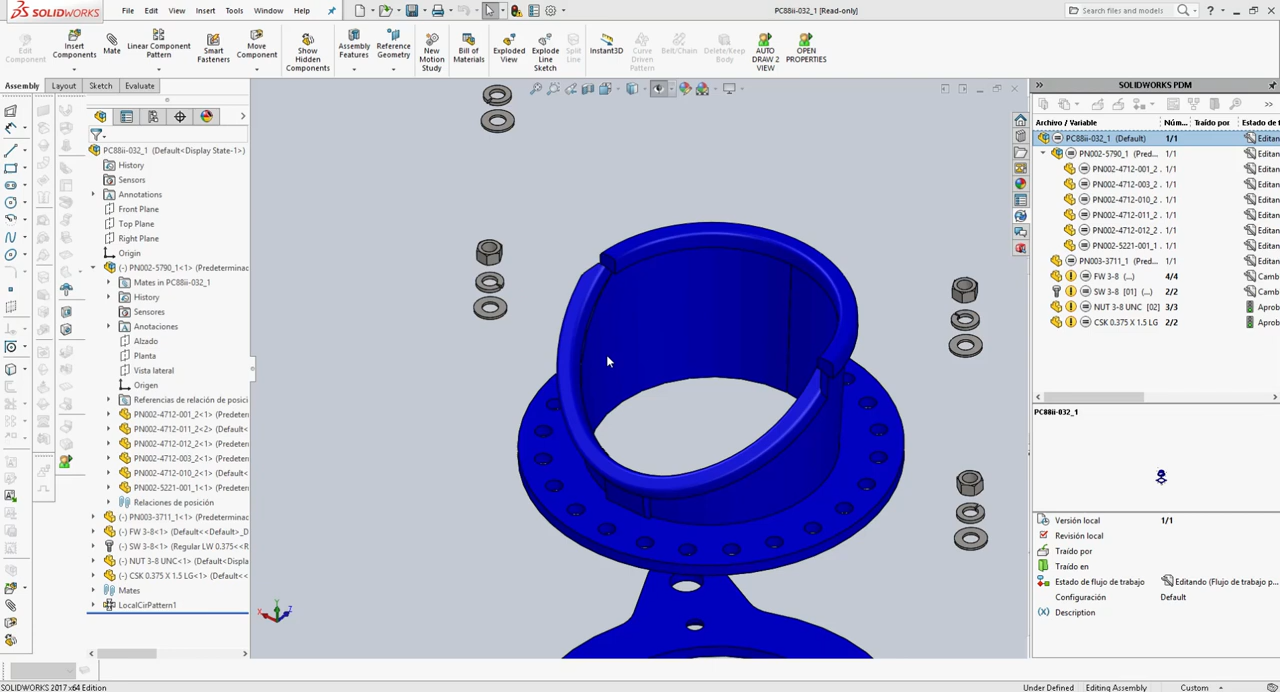 SOLIDWORKS File Edit View Insert Tools Window Help PC88ii-032_1 [Read-only] Search files and models ?
Edit Component
Insert Components
Mate
Linear Component Pattern
Smart Fasteners
Move Component
Show Hidden Components
Assembly Features
Reference Geometry
New Motion Study
Bill of Materials
Exploded View
Explode Line Sketch
Split Line
Instant3D
Curve Driven Pattern
Belt/Chain
Delete/Keep Body
AUTO DRAW 2 VIEW
OPEN PROPERTIES
Assembly Layout Sketch Evaluate
PC88ii-032_1 (Default<Display State-1>)
History
Sensors
Annotations
Front Plane
Top Plane
Right Plane
Origin
(-) PN002-5790_1<1> (Predeterminac
Mates in PC88ii-032_1
History
Sensores
Anotaciones
Alzado
Planta
Vista lateral
Origen
Referencias de relación de posici
PN002-4712-001_2<1> (Predeter
PN002-4712-011_2<2> (Default<
PN002-4712-012_2<1> (Predeter
PN002-4712-003_2<1> (Predeter
PN002-4712-010_2<1> (Default<
PN002-5221-001_1<1> (Predeter
Relaciones de posición
(-) PN003-3711_1<1> (Predeterminac
(-) FW 3-8<1> (Default<<Default>_D
(-) SW 3-8<1> (Regular LW 0.375<<R
(-) NUT 3-8 UNC<1> (Default<Displa
(-) CSK 0.375 X 1.5 LG<1> (Default<<
Mates
LocalCirPattern1
X Y Z
SOLIDWORKS PDM
Archivo / Variable Núm... Traído por Estado de f
PC88ii-032_1 (Default) 1/1 Editan
PN002-5790_1 (Pred... 1/1 Editan
PN002-4712-001_2 . 1/1 Editan
PN002-4712-003_2 . 1/1 Editan
PN002-4712-010_2 . 1/1 Editan
PN002-4712-011_2 . 1/1 Editan
PN002-4712-012_2 . 1/1 Editan
PN002-5221-001_1 . 1/1 Editan
PN003-3711_1 (Pred... 1/1 Editan
FW 3-8 (...) 4/4 Camb
SW 3-8 [01] (...) 2/2 Camb
NUT 3-8 UNC [02] 3/3 Aprob
CSK 0.375 X 1.5 LG 2/2 Aprob
PC88ii-032_1
Versión local 1/1
Revisión local
Traído por
Traído en
Estado de flujo de trabajo Editando (Flujo de trabajo p...
Configuración Default
(x) Description
SOLIDWORKS 2017 x64 Edition Under Defined Editing Assembly Custom